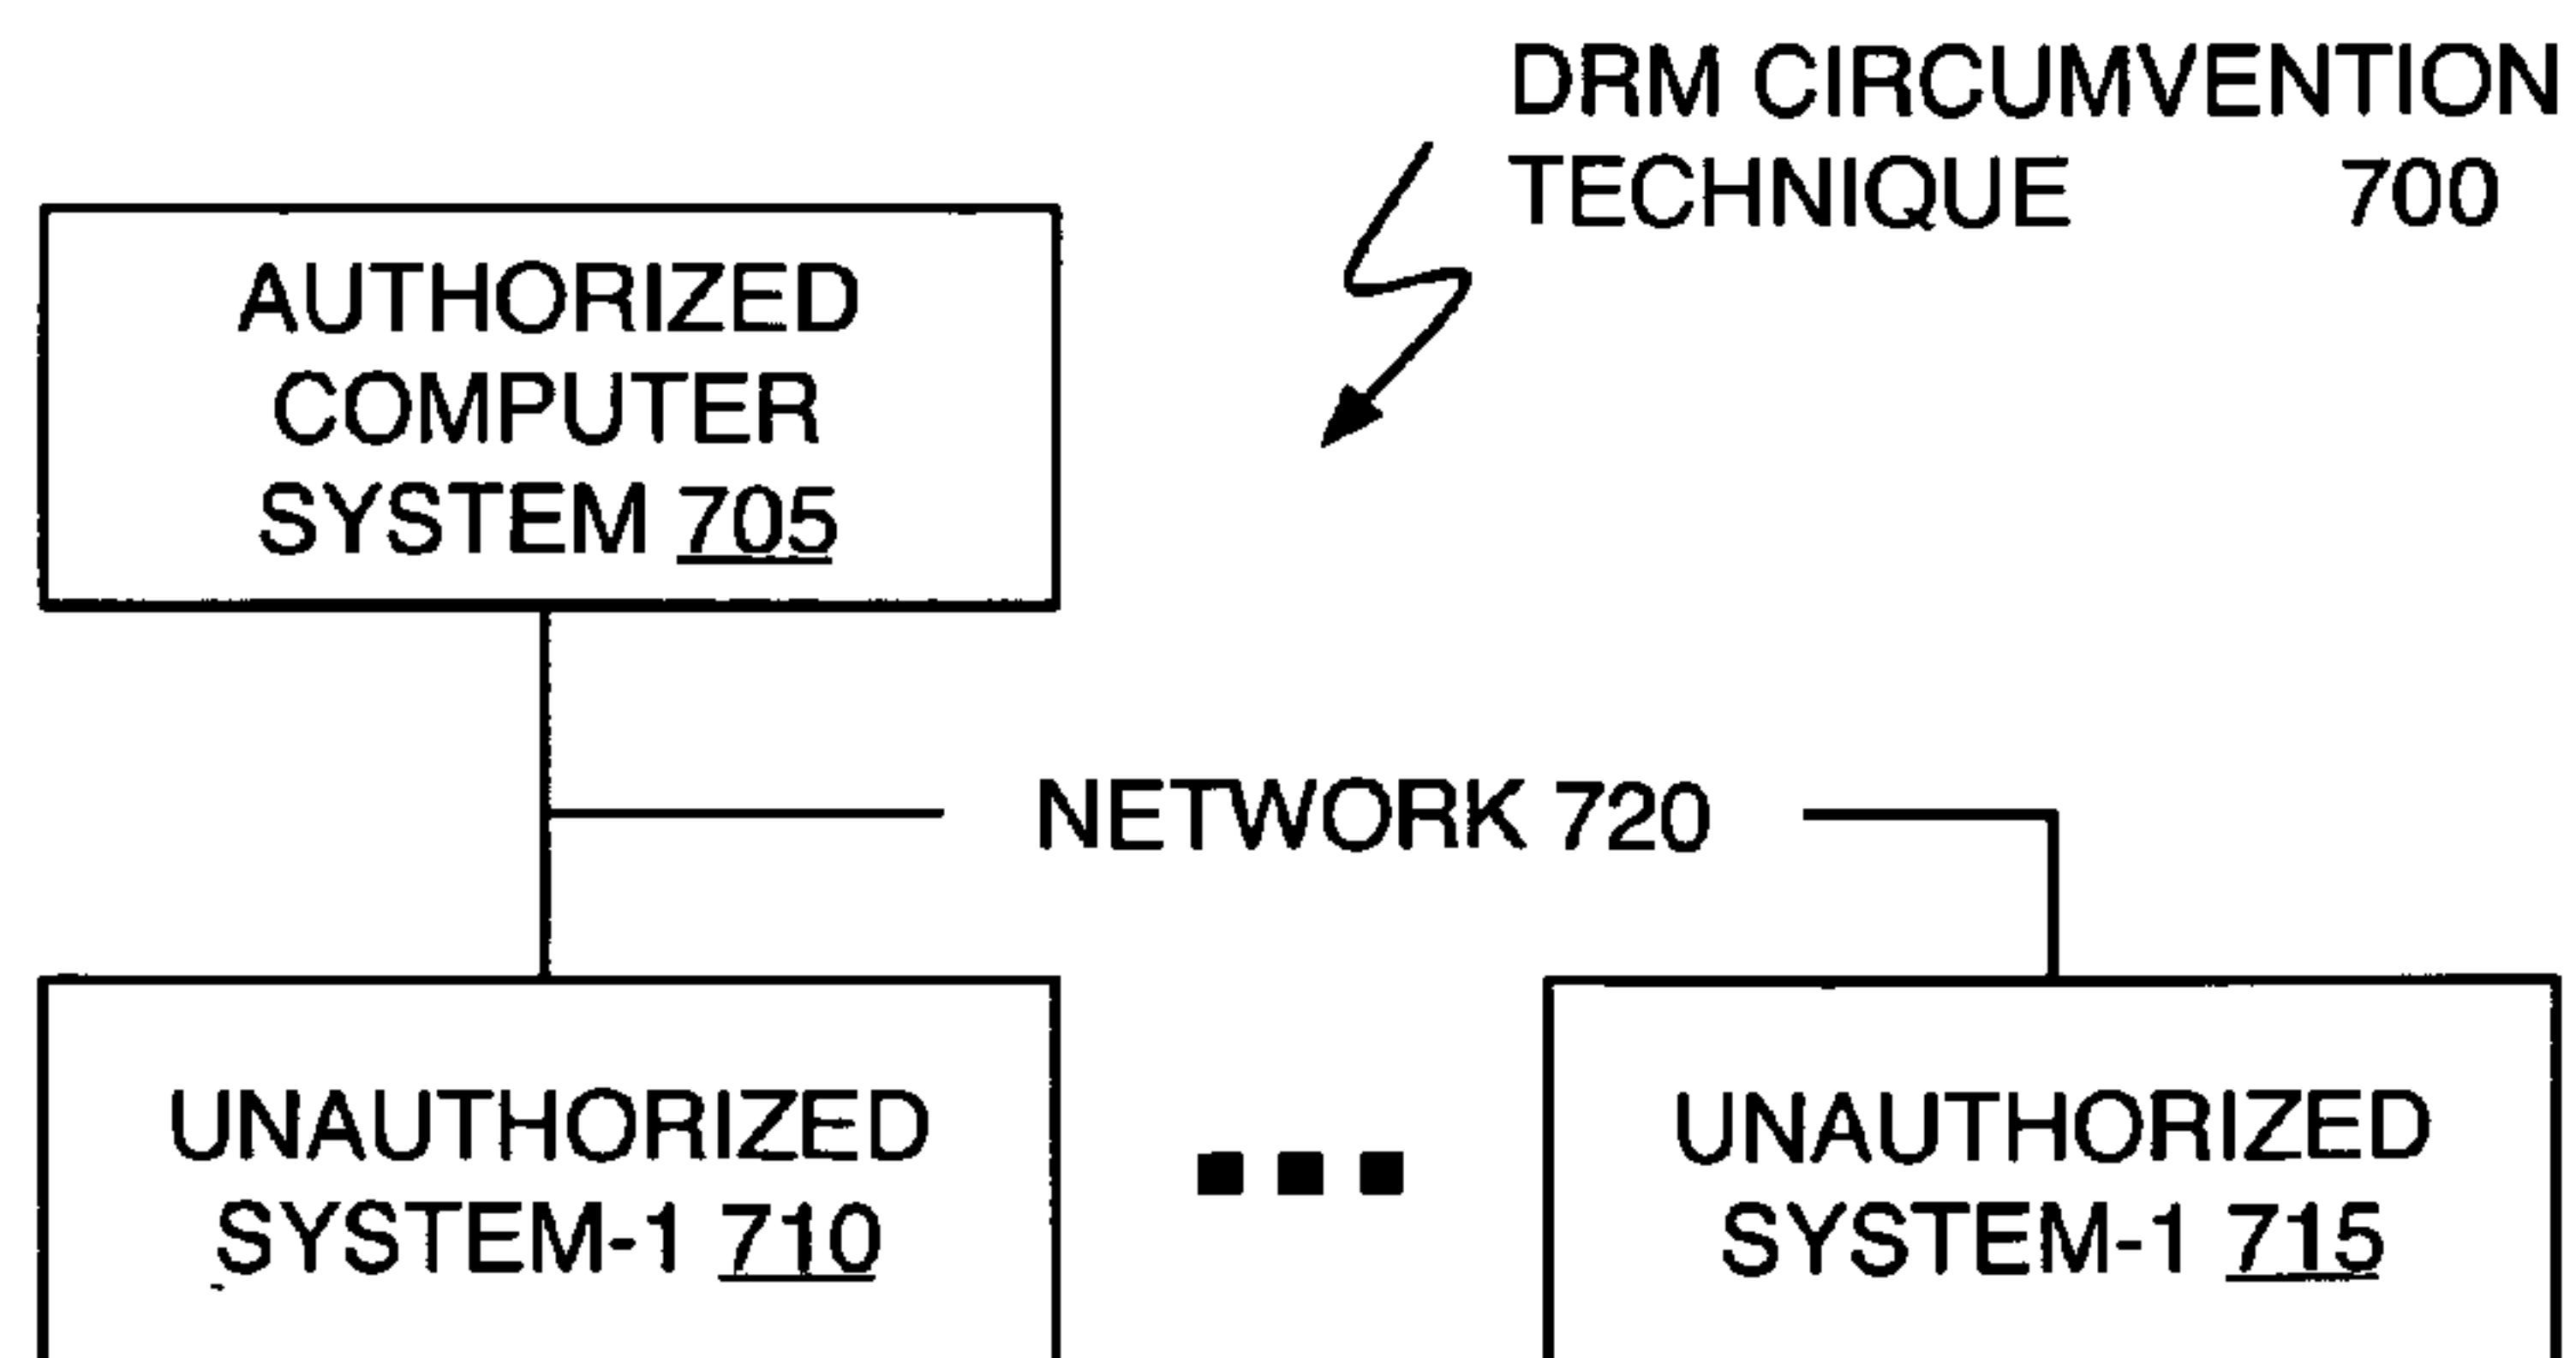 DRM CIRCUMVENTION
TECHNIQUE 700
AUTHORIZED
COMPUTER
SYSTEM 705
NETWORK 720
UNAUTHORIZED
SYSTEM-1 710
UNAUTHORIZED
SYSTEM-1 715